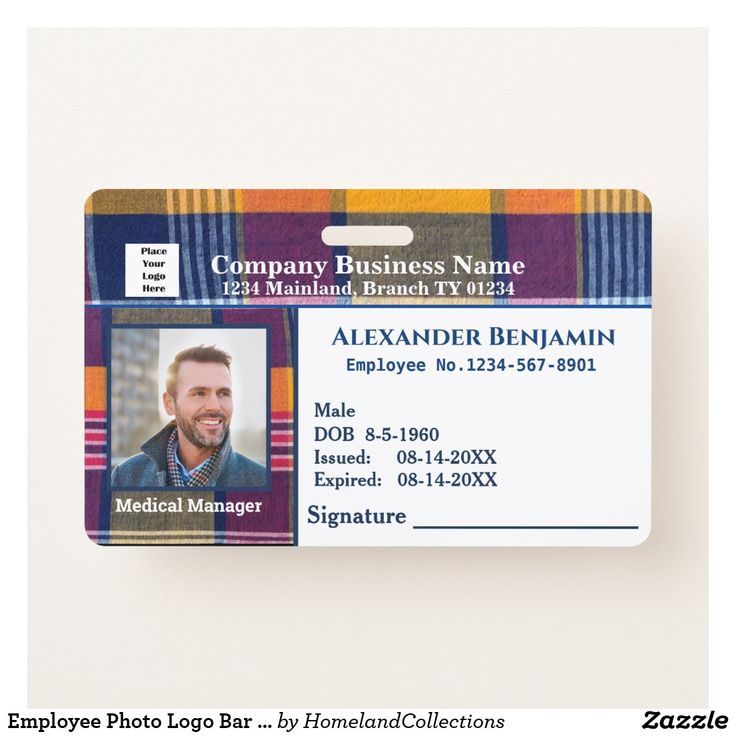 Place
Your
Logo
Here
Company Business Name
1234 Mainland, Branch TY 01234
ALEXANDER BENJAMIN
Employee No.1234-567-8901
Male
DOB 8-5-1960
Issued: 08-14-20XX
Expired: 08-14-20XX
Medical Manager
Signature
Employee Photo Logo Bar ... by HomelandCollections
Zazzle